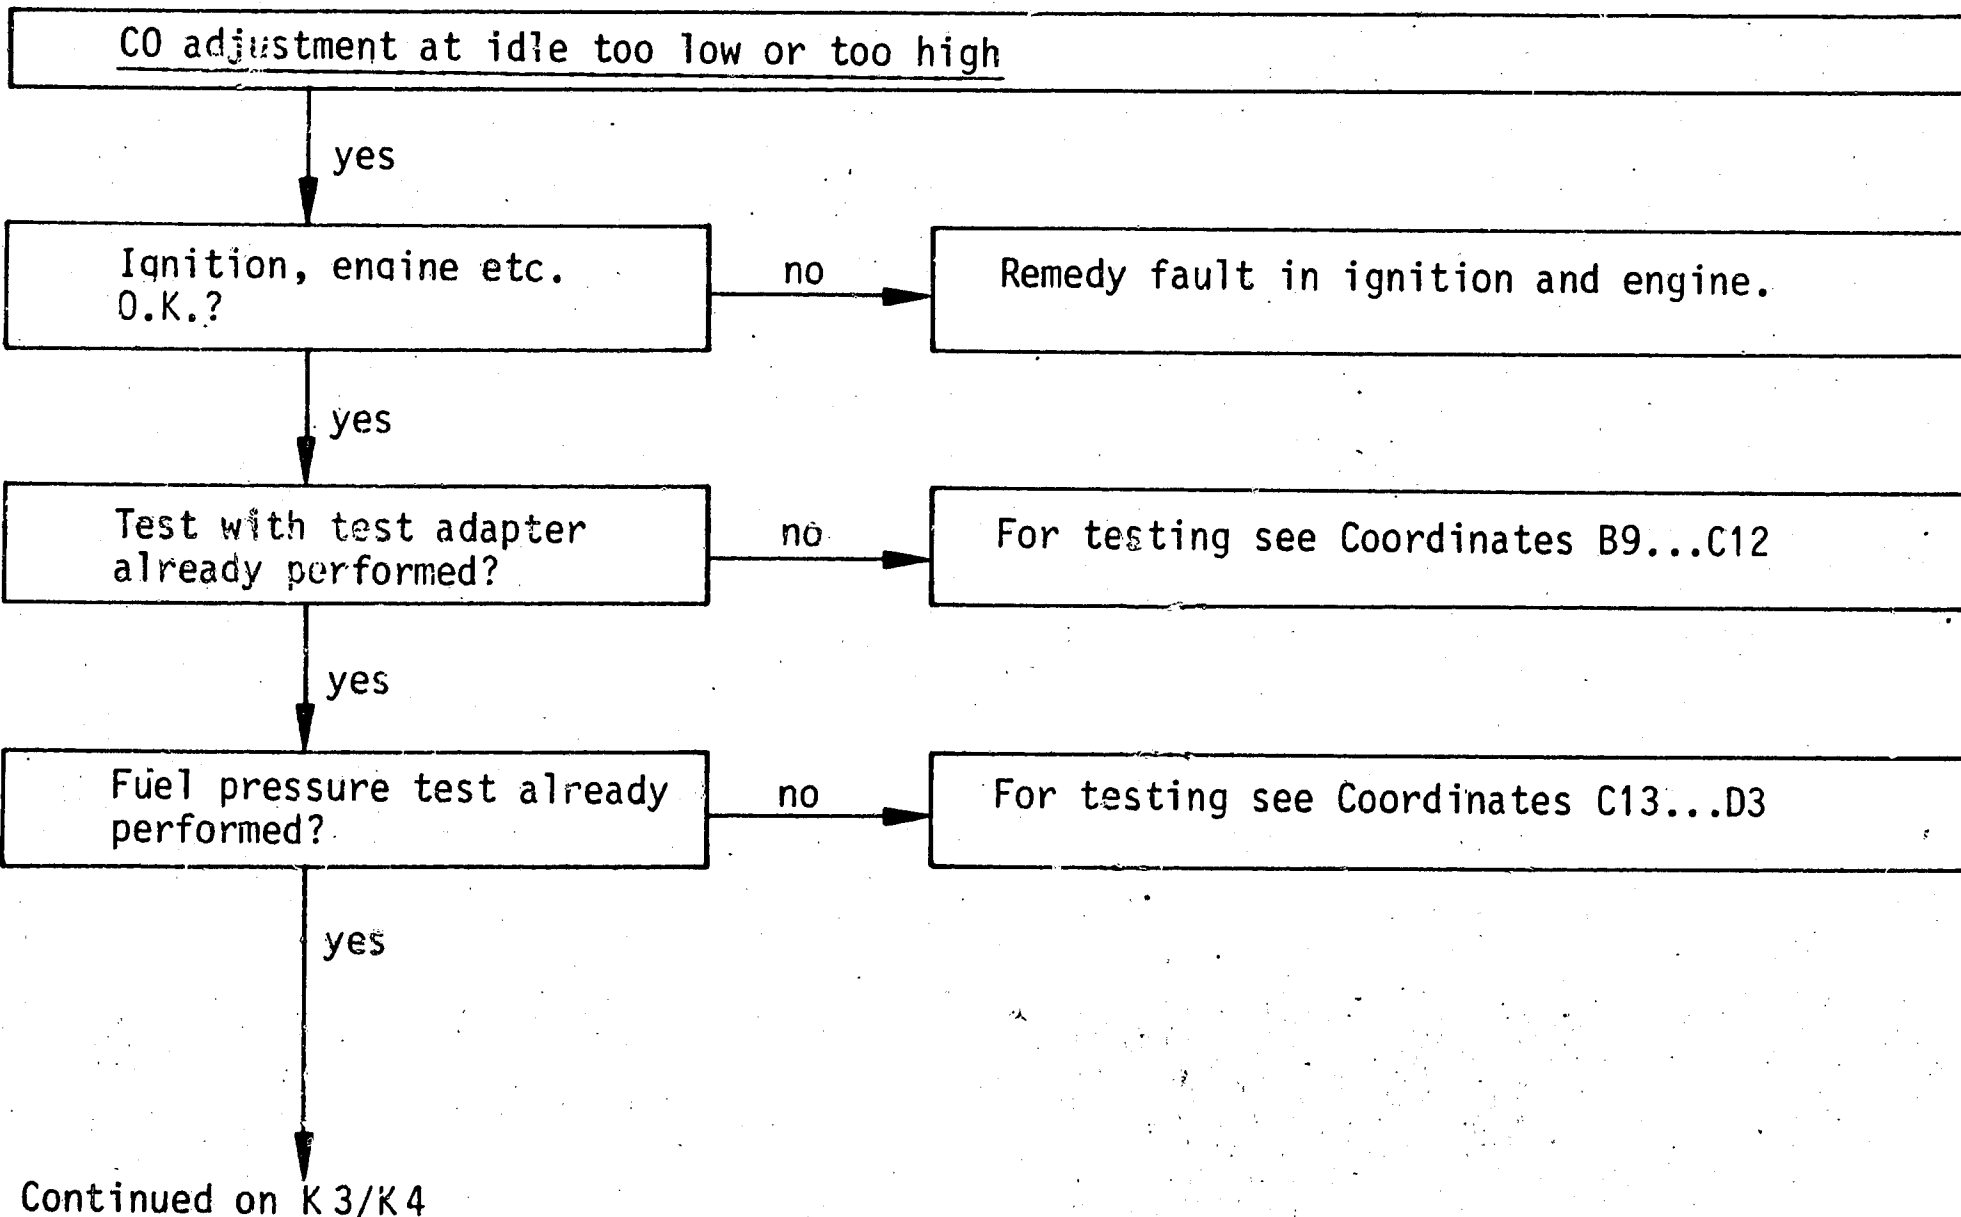 CO adjustment at idle too low or too high
yes
Ignition, engine etc.
O.K.?
no
Remedy fault in ignition and engine.
yes
Test with test adapter
already performed?
no
For testing see Coordinates B9...C12
yes
Fuel pressure test already
performed?
no
For testing see Coordinates C13...D3
yes
Continued on K3/K4